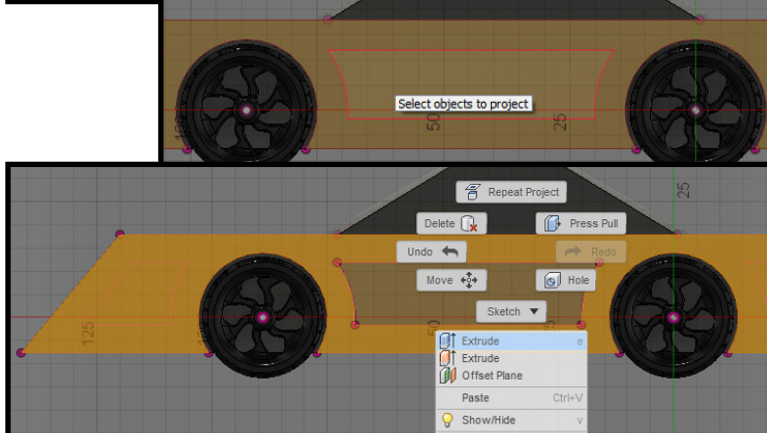 Select objects to project
50
25
25
Repeat Project
Delete
Press Pull
Undo
Redo
Move
Hole
Sketch
125
50
Extrude e
Extrude
Offset Plane
Paste Ctrl+V
Show/Hide v